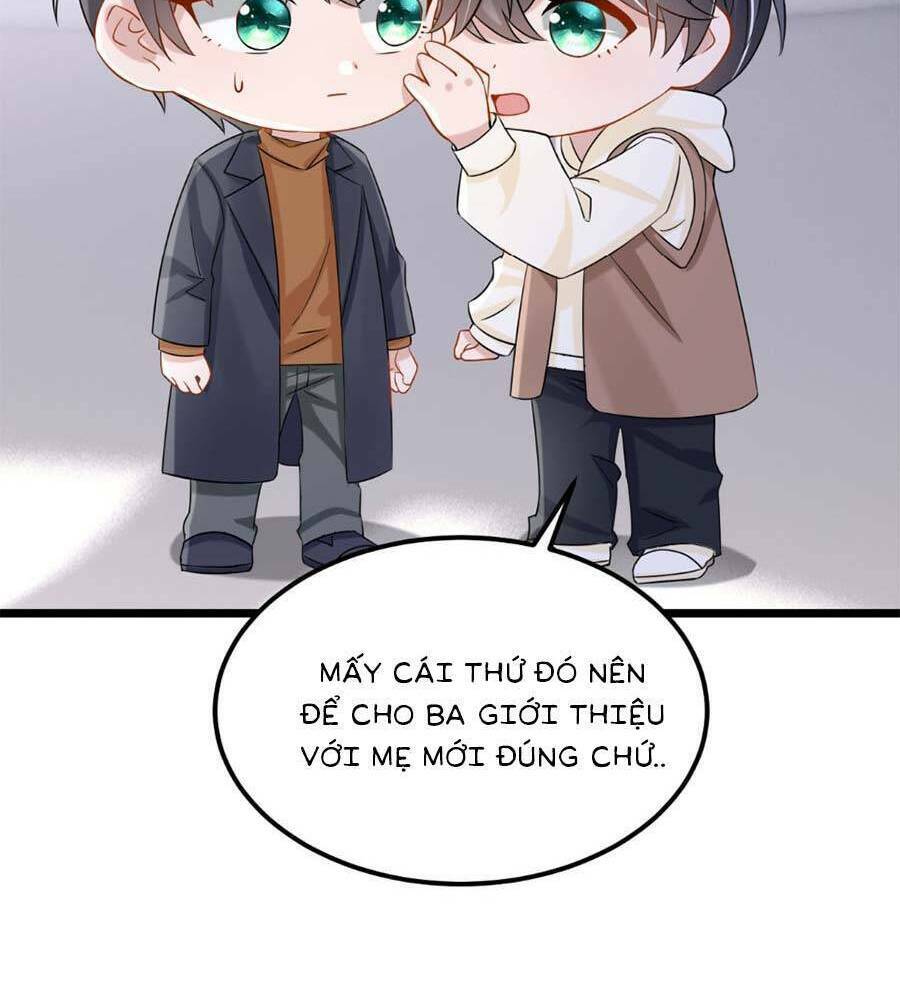 MẤY CÁI THỨ ĐÓ NÊN
ĐỂ CHO BA GIỚI THIỆU
VỚI MẸ MỚI ĐÚNG CHỨ..